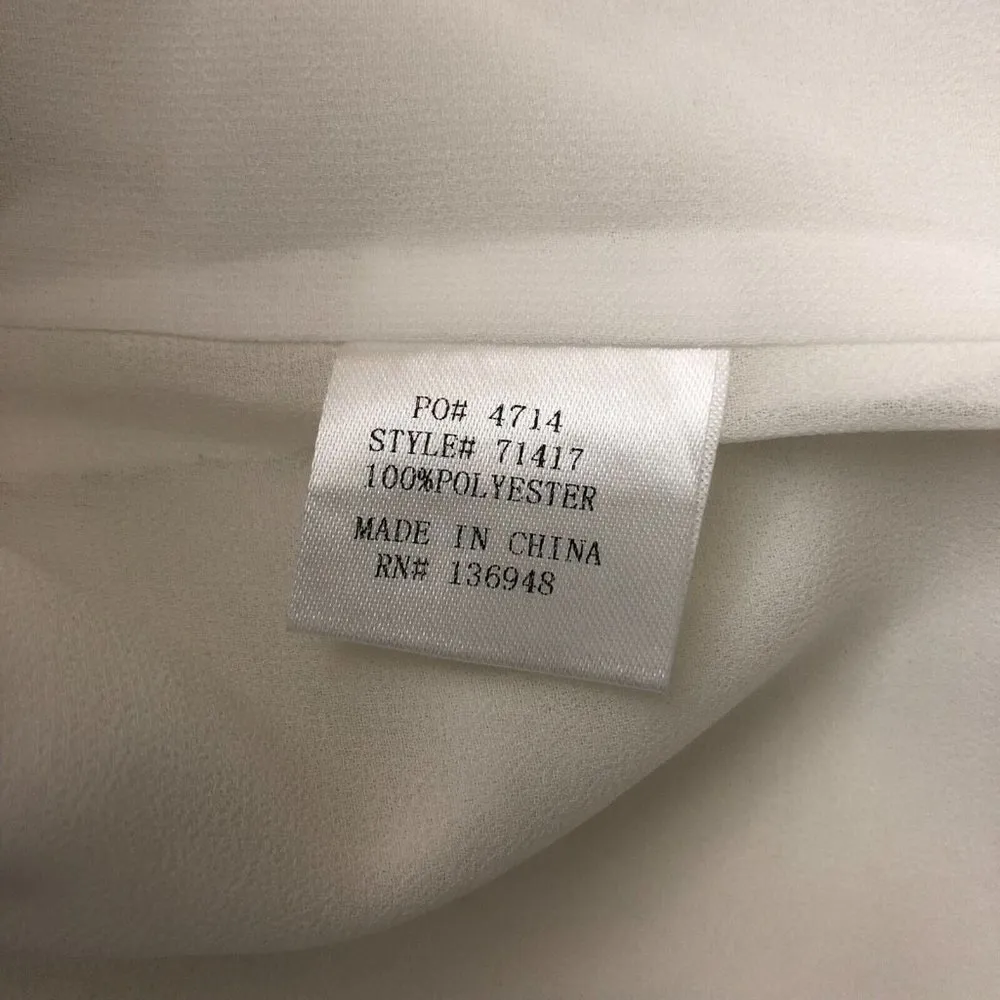 PO# 4714
STYLE# 71417
100%POLYESTER
MADE IN CHINA
RN# 136948